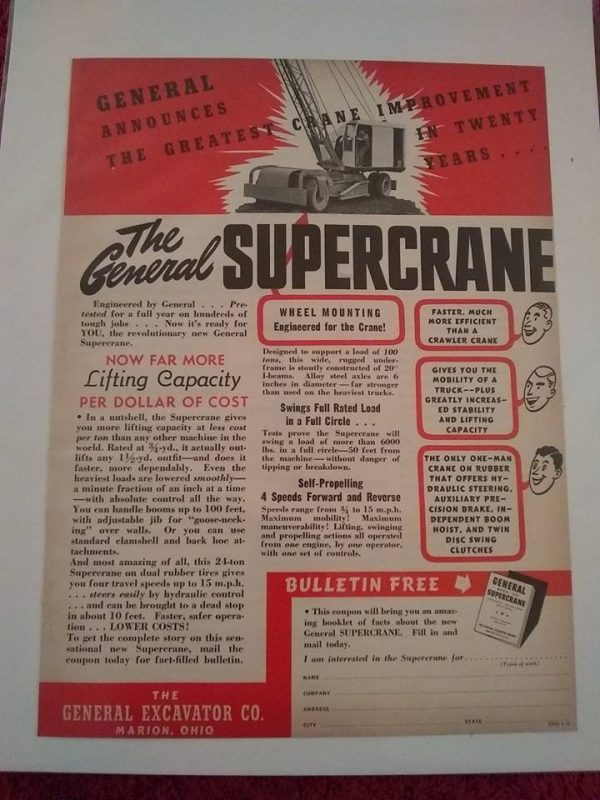 GENERAL
ANNOUNCES
THE GREATEST CRANE IMPROVEMENT
IN TWENTY
YEARS ....
The
General SUPERCRANE
Engineered by General . . . Pre-
tested for a full year on hundreds of
tough jobs . . . Now it's ready for
YOU, the revolutionary new General
Supercrane.
NOW FAR MORE
Lifting Capacity
PER DOLLAR OF COST
• In a nutshell, the Supercrane gives
you more lifting capacity at less cost
per ton than any other machine in the
world. Rated at ¾-yd., it actually out-
lifts any 1½-yd. outfit—and does it
faster, more dependably. Even the
heaviest loads are lowered smoothly—
a minute fraction of an inch at a time
—with absolute control all the way.
You can handle booms up to 100 feet,
with adjustable jib for "goose-neck-
ing" over walls. Or you can use
standard clamshell and back hoe at-
tachments.
And most amazing of all, this 21-ton
Supercrane on dual rubber tires gives
you four travel speeds up to 15 m.p.h.
. . . steers easily by hydraulic control
. . . and can be brought to a dead stop
in about 10 feet. Faster, safer opera-
tion . . . LOWER COSTS!
To get the complete story on this sen-
sational new Supercrane, mail the
coupon today for fact-filled bulletin.
THE
GENERAL EXCAVATOR CO.
MARION, OHIO
WHEEL MOUNTING
Engineered for the Crane!
Designed to support a load of 100
tons, this wide, rugged under-
frame is stoutly constructed of 20"
I-beams. Alloy steel axles are 6
inches in diameter—far stronger
than used on the heaviest trucks.
Swings Full Rated Load
in a Full Circle . . .
Tests prove the Supercrane will
swing a load of more than 6000
lbs. in a full circle—50 feet from
the machine—without danger of
tipping or breakdown.
Self-Propelling
4 Speeds Forward and Reverse
Speeds range from ¾ to 15 m.p.h.
Maximum mobility! Maximum
maneuverability! Lifting, swinging
and propelling actions all operated
from one engine, by one operator,
with one set of controls.
FASTER, MUCH
MORE EFFICIENT
THAN A
CRAWLER CRANE
GIVES YOU THE
MOBILITY OF A
TRUCK--PLUS
GREATLY INCREAS-
ED STABILITY
AND LIFTING
CAPACITY
THE ONLY ONE-MAN
CRANE ON RUBBER
THAT OFFERS HY-
DRAULIC STEERING,
AUXILIARY PRE-
CISION BRAKE, IN-
DEPENDENT BOOM
HOIST, AND TWIN
DISC SWING
CLUTCHES
BULLETIN FREE
GENERAL
SUPERCRANE
• This coupon will bring you an amaz-
ing booklet of facts about the new
General SUPERCRANE. Fill in and
mail today.
I am interested in the Supercrane for
(Types of work)
NAME
COMPANY
ADDRESS
CITY STATE